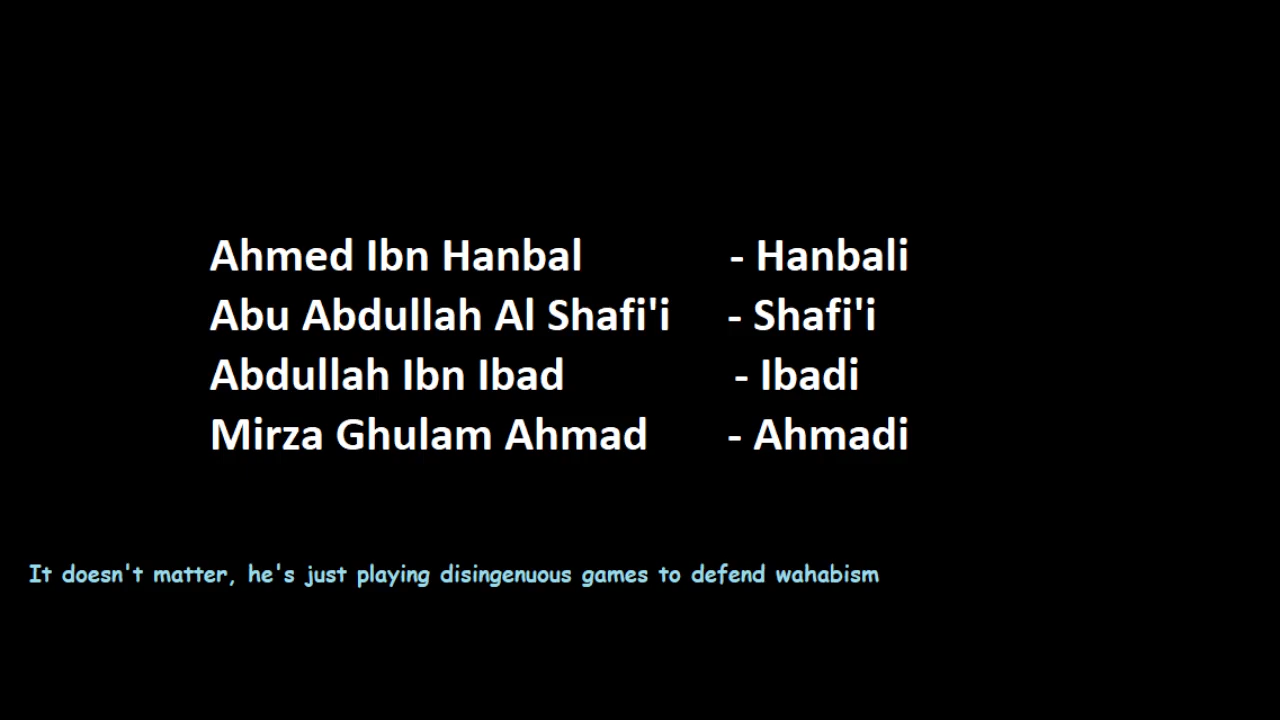 Ahmed Ibn Hanbal - Hanbali
Abu Abdullah Al Shafi'i - Shafi'i
Abdullah Ibn Ibad - Ibadi
Mirza Ghulam Ahmad - Ahmadi
It doesn't matter, he's just playing disingenuous games to defend wahabism